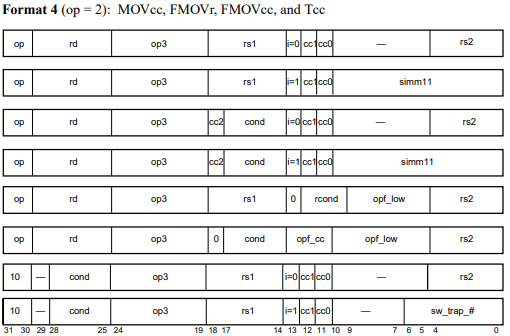 Format 4 (op = 2): MOVcc, FMOVr, FMOVcc, and Tcc
op rd op3 rs1 i=0 cc1 cc0 — rs2
op rd op3 rs1 i=1 cc1 cc0 simm11
op rd op3 cc2 cond i=0 cc1 cc0 — rs2
op rd op3 cc2 cond i=1 cc1 cc0 simm11
op rd op3 rs1 0 rcond opf_low rs2
op rd op3 0 cond opf_cc opf_low rs2
10 — cond op3 rs1 i=0 cc1 cc0 — rs2
10 — cond op3 rs1 i=1 cc1 cc0 — sw_trap_#
31 30 29 28 25 24 19 18 17 14 13 12 11 10 9 7 6 5 4 0